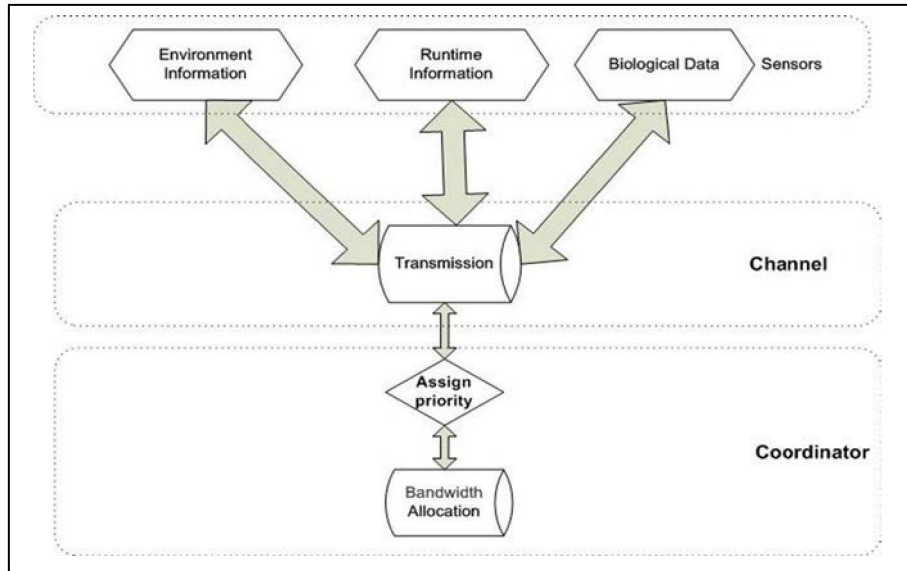 Environment
Information
Runtime
Information
Biological Data
Sensors
Transmission
Channel
Assign
priority
Coordinator
Bandwidth
Allocation